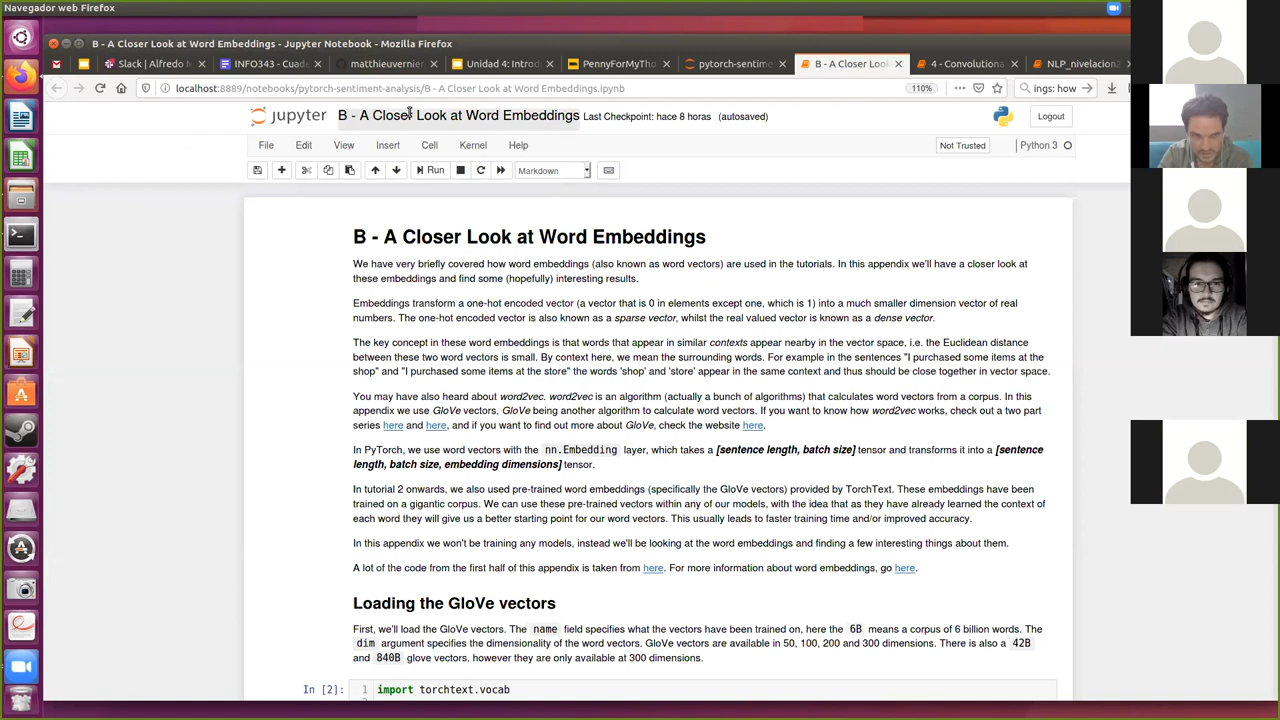 Navegador web Firefox
B - A Closer Look at Word Embeddings - Jupyter Notebook - Mozilla Firefox
Slack | Alfredo M
INFO343 - Cuade
matthieuvernier
Unidad 4: Introd
PennyForMyTho
pytorch-sentime
B - A Closer Look
4 - Convolutiona
NLP_nivelacion2
localhost:8889/notebooks/pytorch-sentiment-analysis/B - A Closer Look at Word Embeddings.ipynb
110%
ings: how
jupyter B - A Closer Look at Word Embeddings Last Checkpoint: hace 8 horas (autosaved)
Logout
File Edit View Insert Cell Kernel Help
Not Trusted
Python 3
Run
Markdown
B - A Closer Look at Word Embeddings
We have very briefly covered how word embeddings (also known as word vectors) are used in the tutorials. In this appendix we'll have a closer look at
these embeddings and find some (hopefully) interesting results.
Embeddings transform a one-hot encoded vector (a vector that is 0 in elements except one, which is 1) into a much smaller dimension vector of real
numbers. The one-hot encoded vector is also known as a sparse vector, whilst the real valued vector is known as a dense vector.
The key concept in these word embeddings is that words that appear in similar contexts appear nearby in the vector space, i.e. the Euclidean distance
between these two word vectors is small. By context here, we mean the surrounding words. For example in the sentences "I purchased some items at the
shop" and "I purchased some items at the store" the words 'shop' and 'store' appear in the same context and thus should be close together in vector space.
You may have also heard about word2vec. word2vec is an algorithm (actually a bunch of algorithms) that calculates word vectors from a corpus. In this
appendix we use GloVe vectors, GloVe being another algorithm to calculate word vectors. If you want to know how word2vec works, check out a two part
series here and here, and if you want to find out more about GloVe, check the website here.
In PyTorch, we use word vectors with the nn.Embedding layer, which takes a [sentence length, batch size] tensor and transforms it into a [sentence
length, batch size, embedding dimensions] tensor.
In tutorial 2 onwards, we also used pre-trained word embeddings (specifically the GloVe vectors) provided by TorchText. These embeddings have been
trained on a gigantic corpus. We can use these pre-trained vectors within any of our models, with the idea that as they have already learned the context of
each word they will give us a better starting point for our word vectors. This usually leads to faster training time and/or improved accuracy.
In this appendix we won't be training any models, instead we'll be looking at the word embeddings and finding a few interesting things about them.
A lot of the code from the first half of this appendix is taken from here. For more information about word embeddings, go here.
Loading the GloVe vectors
First, we'll load the GloVe vectors. The name field specifies what the vectors have been trained on, here the 6B means a corpus of 6 billion words. The
dim argument specifies the dimensionality of the word vectors. GloVe vectors are available in 50, 100, 200 and 300 dimensions. There is also a 42B
and 840B glove vectors, however they are only available at 300 dimensions.
In [2]: 1 import torchtext.vocab